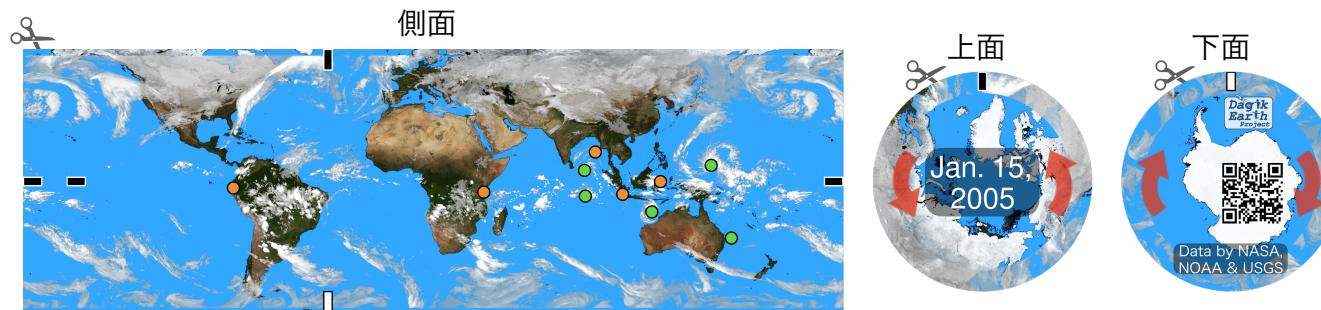 側面
上面
下面
Jan. 15,
2005
Dagik
Earth
Project
Data by NASA,
NOAA & USGS